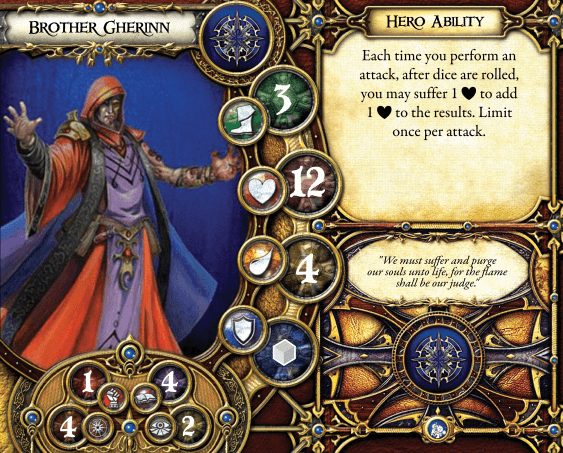 Brother Gherinn
Hero Ability
Each time you perform an
attack, after dice are rolled,
you may suffer 1 ♥ to add
1 ♥ to the results. Limit
once per attack.
3
12
4
"We must suffer and purge
our souls unto life, for the flame
shall be our judge."
1
4
4
2